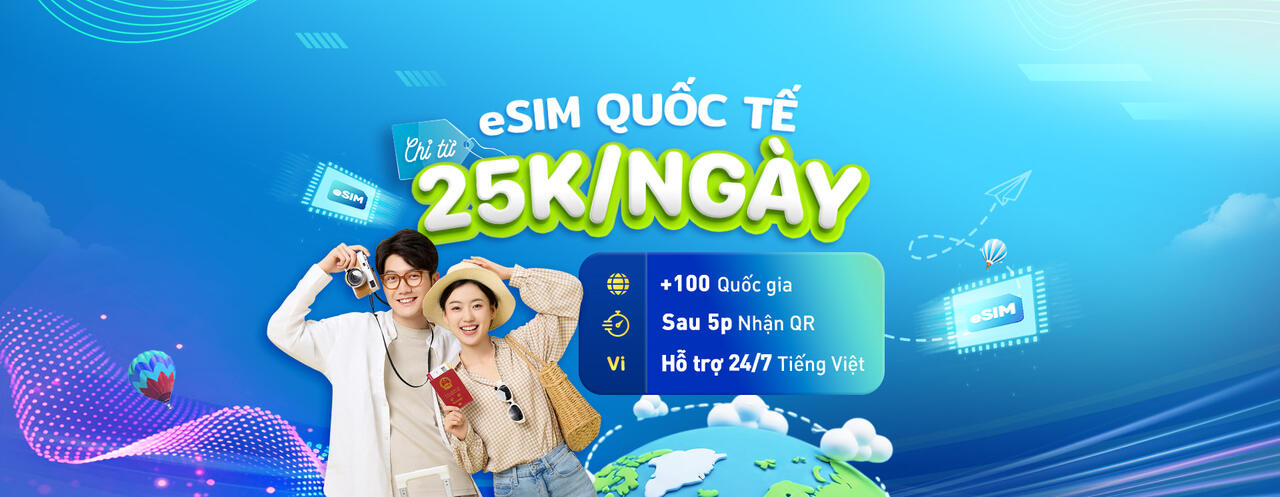 eSIM QUỐC TẾ
Chỉ từ
25K/NGÀY
eSIM
+100 Quốc gia
Sau 5p Nhận QR
Vi Hỗ trợ 24/7 Tiếng Việt
eSIM